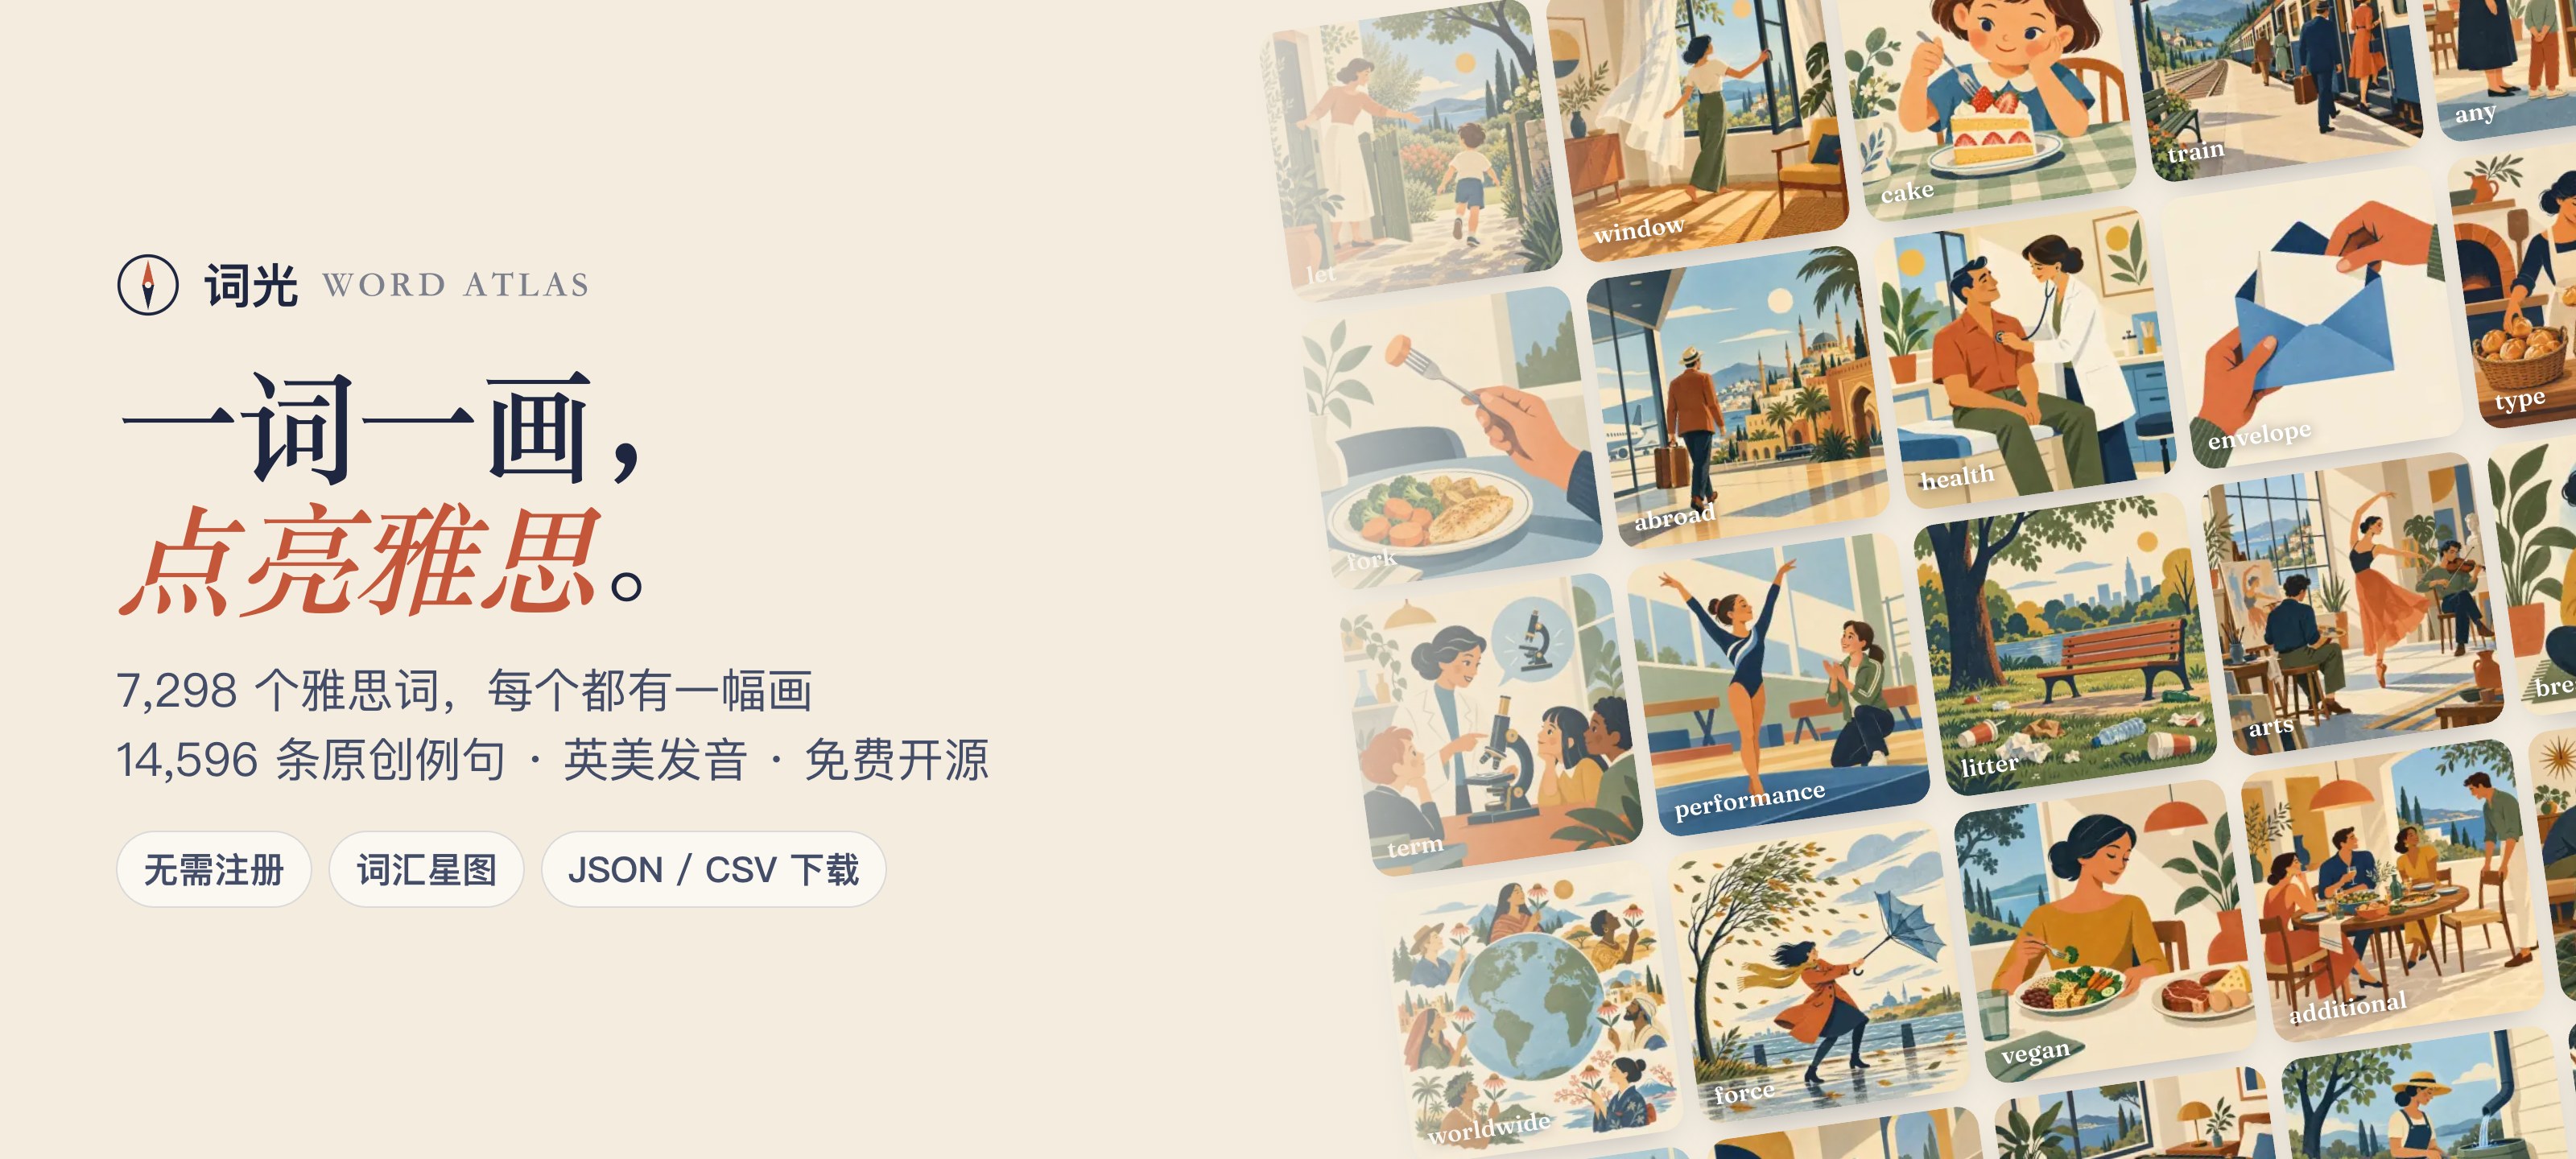 词光 WORD ATLAS
一词一画，
点亮雅思。
7,298 个雅思词，每个都有一幅画
14,596 条原创例句 · 英美发音 · 免费开源
无需注册
词汇星图
JSON / CSV 下载
let
window
cake
train
any
fork
abroad
health
envelope
type
term
performance
litter
arts
worldwide
force
vegan
additional